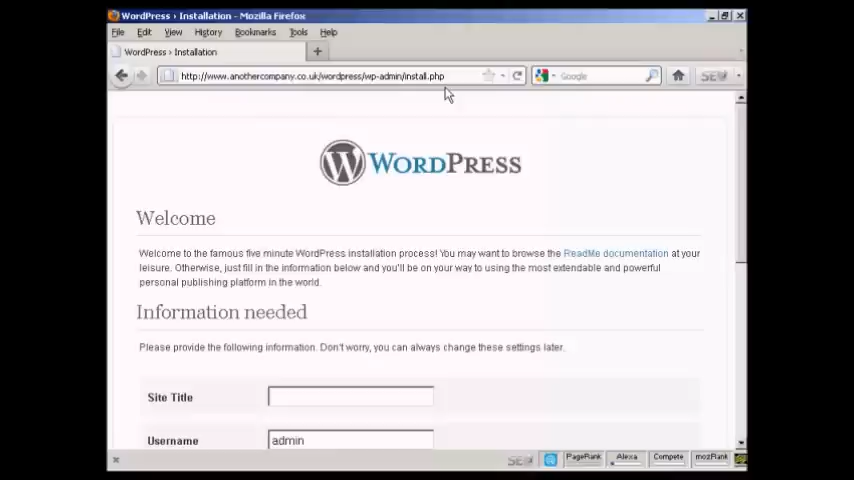 WordPress › Installation - Mozilla Firefox
File Edit View History Bookmarks Tools Help
WordPress › Installation
http://www.anothercompany.co.uk/wordpress/wp-admin/install.php
Google
WORDPRESS
Welcome
Welcome to the famous five minute WordPress installation process! You may want to browse the ReadMe documentation at your
leisure. Otherwise, just fill in the information below and you'll be on your way to using the most extendable and powerful
personal publishing platform in the world.
Information needed
Please provide the following information. Don't worry, you can always change these settings later.
Site Title
Username admin
PageRank Alexa Compete mozRank